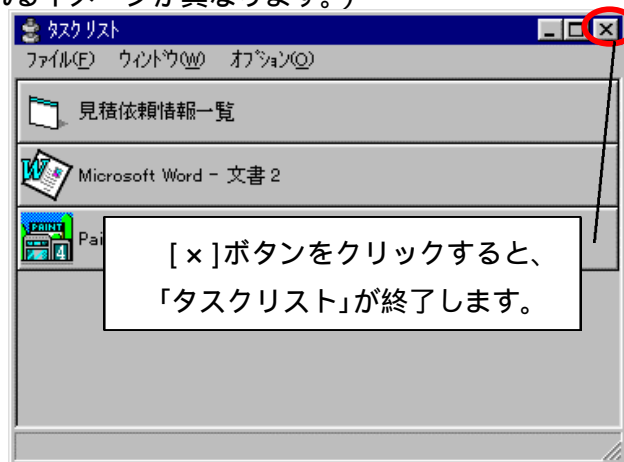 るイメージが異なります。)
タスク リスト
ファイル(F) ウィンドウ(W) オプション(O)
見積依頼情報一覧
Microsoft Word - 文書 2
PAINT
4
Pai
[×]ボタンをクリックすると、
「タスクリスト」が終了します。